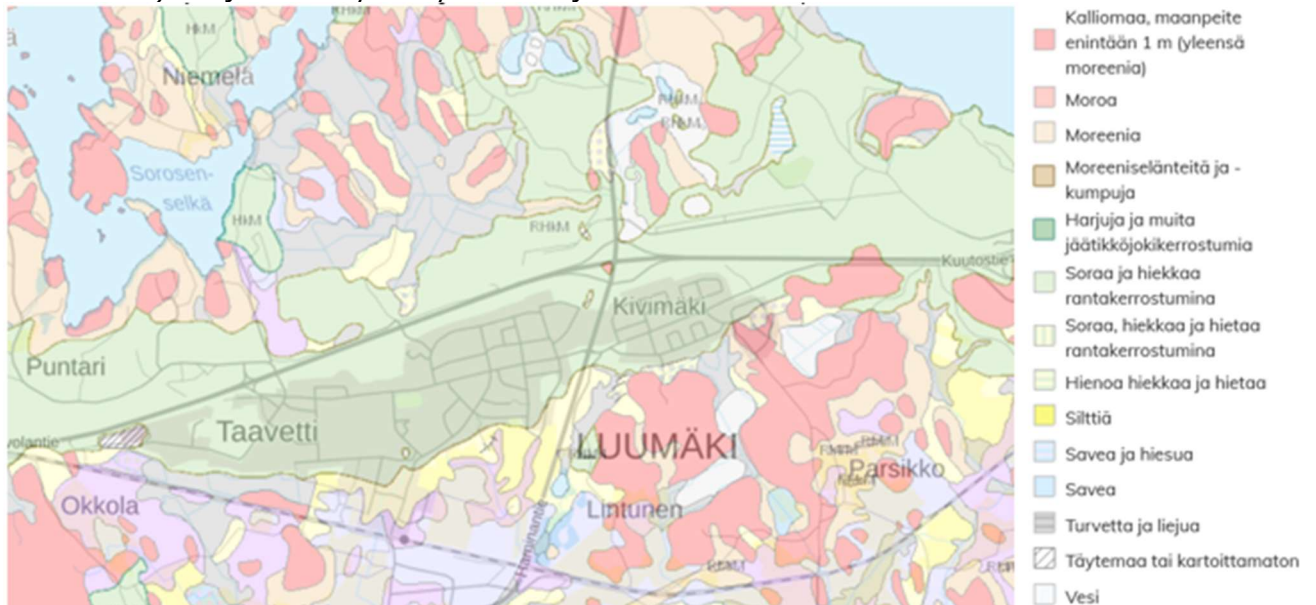 HkM
Niemelä
Sorosen-
selkä
HkM
RHkM
RHkM
RHkM
Kuutostie
Kivimäki
Puntari
Taavetti
LUUMÄKI
volantie
Okkola
Lintunen
Parsikko
RMMM
Haminantie
Kalliomaa, maanpeite
enintään 1 m (yleensä
moreenia)
Moroa
Moreenia
Moreeniselänteitä ja -
kumpuja
Harjuja ja muita
jäätikköjokikerrostumia
Soraa ja hiekkaa
rantakerrostumina
Soraa, hiekkaa ja hietaa
rantakerrostumina
Hienoa hiekkaa ja hietaa
Silttiä
Savea ja hiesua
Savea
Turvetta ja liejua
Täytemaa tai kartoittamaton
Vesi